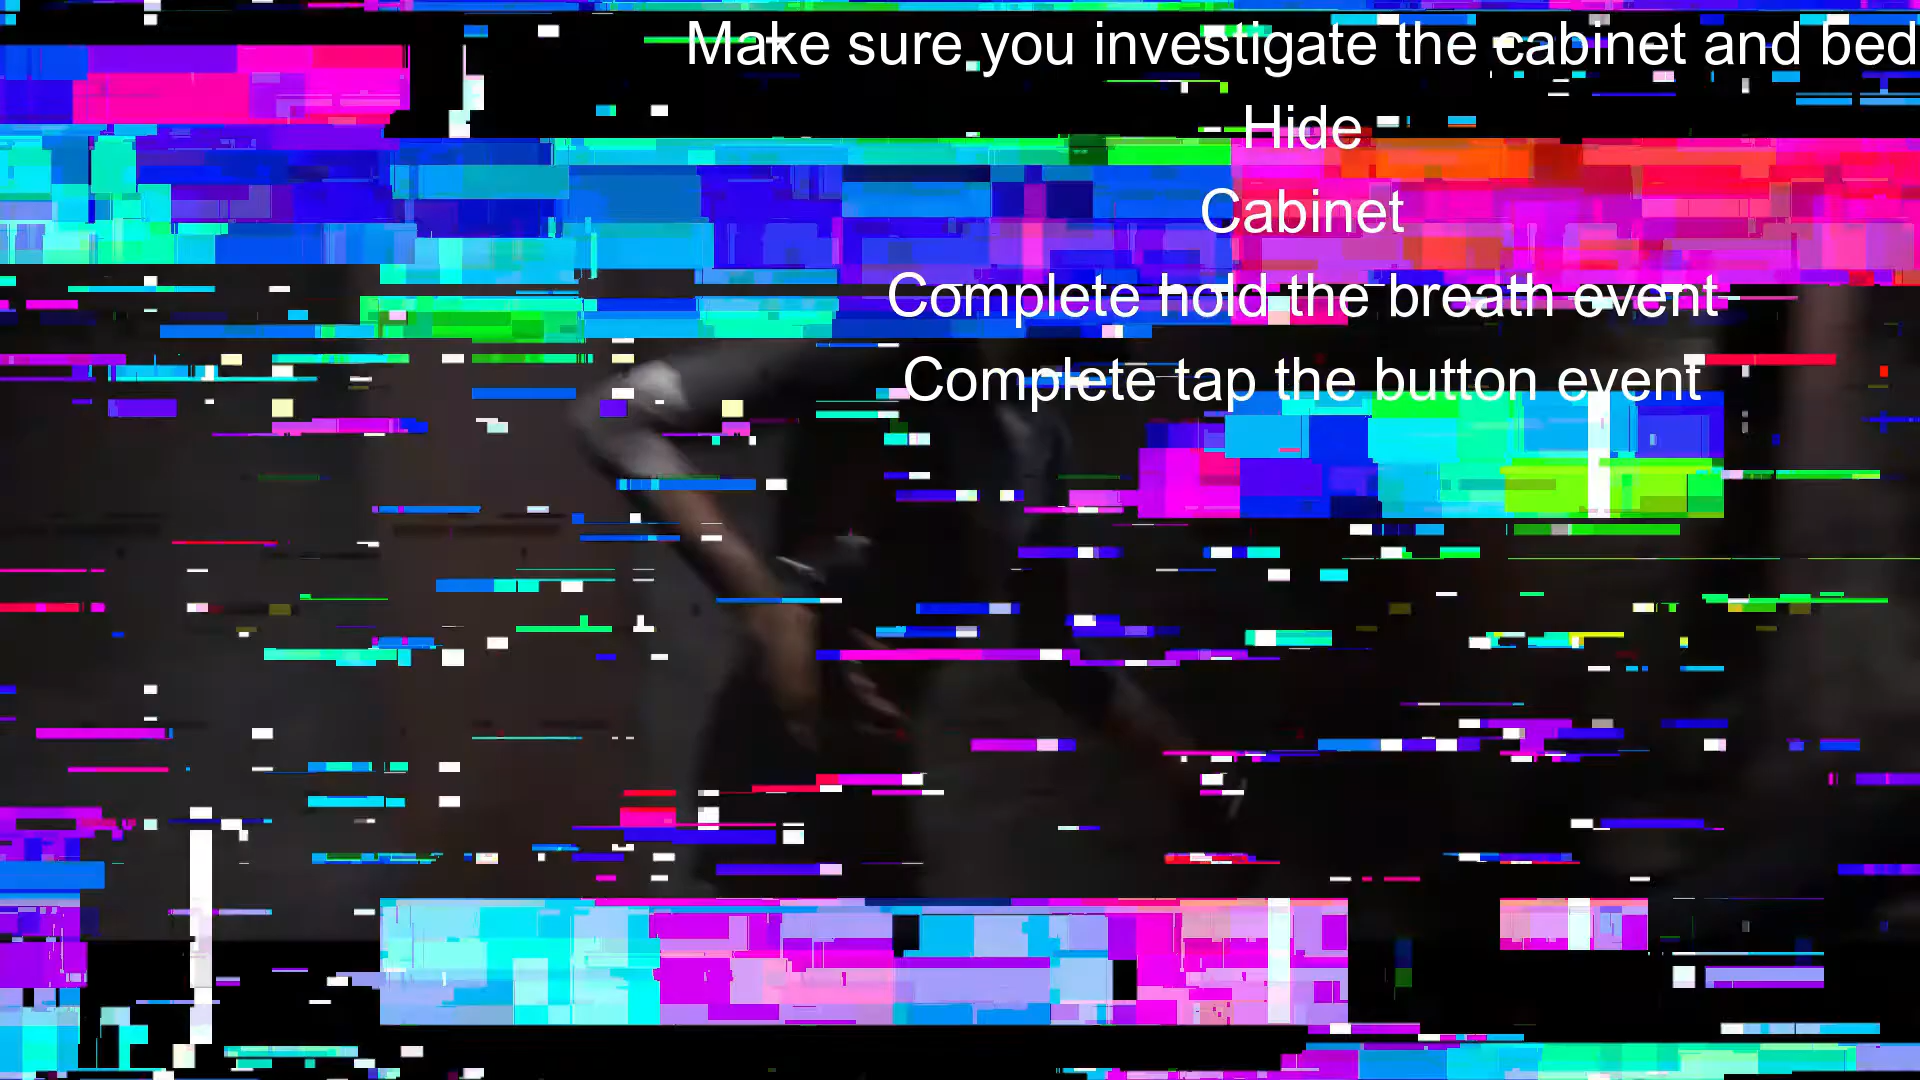 Make sure you investigate the cabinet and bed
Hide
Cabinet
Complete hold the breath event
Complete tap the button event